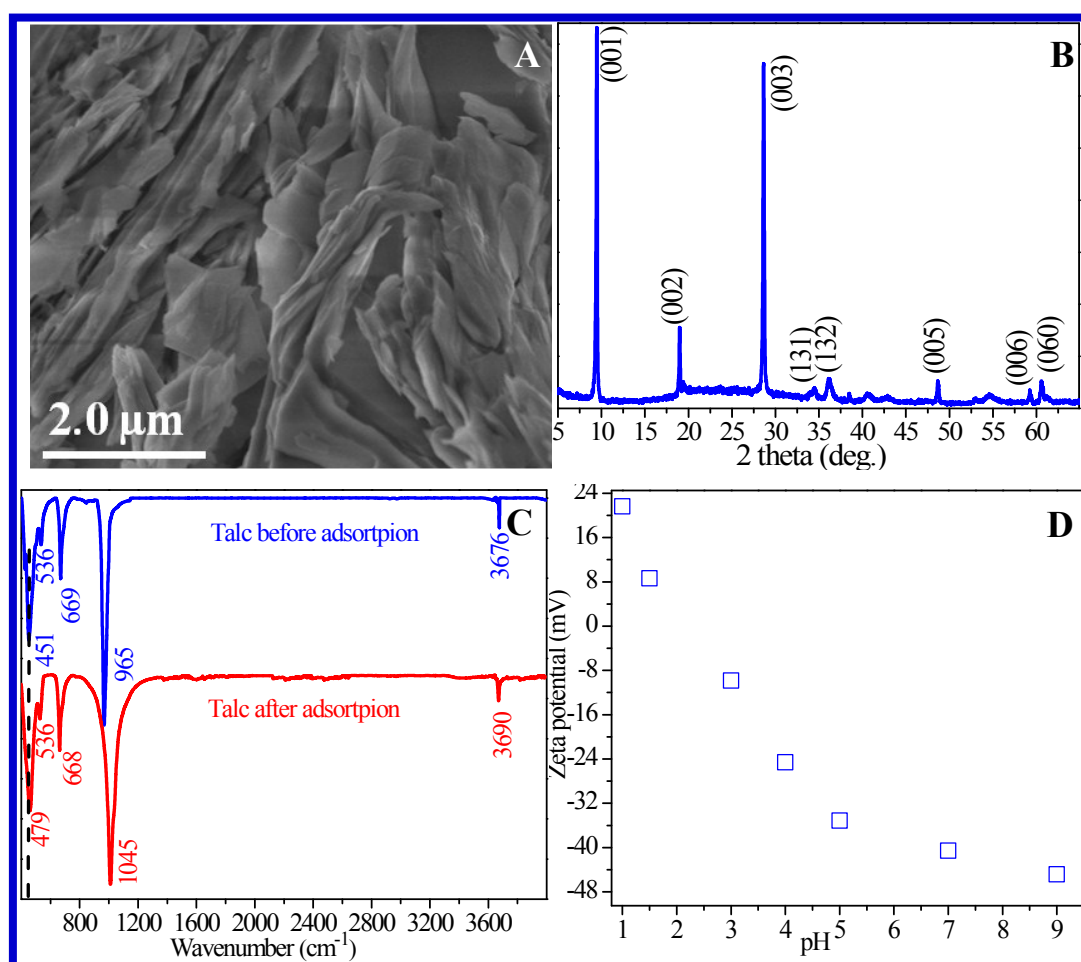 A
2.0 μm
B
(001)
(002)
(003)
(131)
(132)
(005)
(006)
(060)
5 10 15 20 25 30 35 40 45 50 55 60
2 theta (deg.)
C
Talc before adsortpion
536
451
669
965
3676
Talc after adsortpion
536
479
668
1045
3690
800 1200 1600 2000 2400 2800 3200 3600
Wavenumber (cm⁻¹)
D
24
16
8
0
-8
-16
-24
-32
-40
-48
Zeta potential (mV)
1 2 3 4 5 6 7 8 9
pH